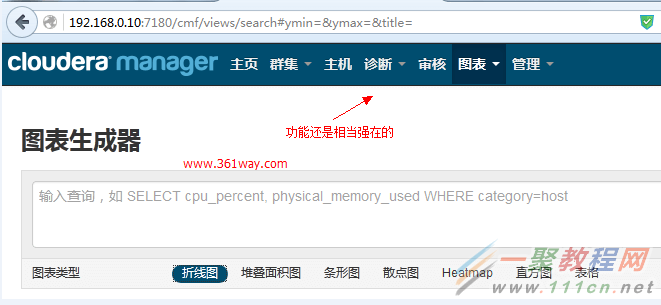 192.168.0.10:7180/cmf/views/search#ymin=&ymax=&title=
cloudera manager 主页 群集 主机 诊断 审核 图表 管理
功能还是相当强在的
图表生成器
www.361way.com
输入查询，如 SELECT cpu_percent, physical_memory_used WHERE category=host
图表类型 折线图 堆叠面积图 条形图 散点图 Heatmap 直方图 表格
一聚教程网
www.111cn.net